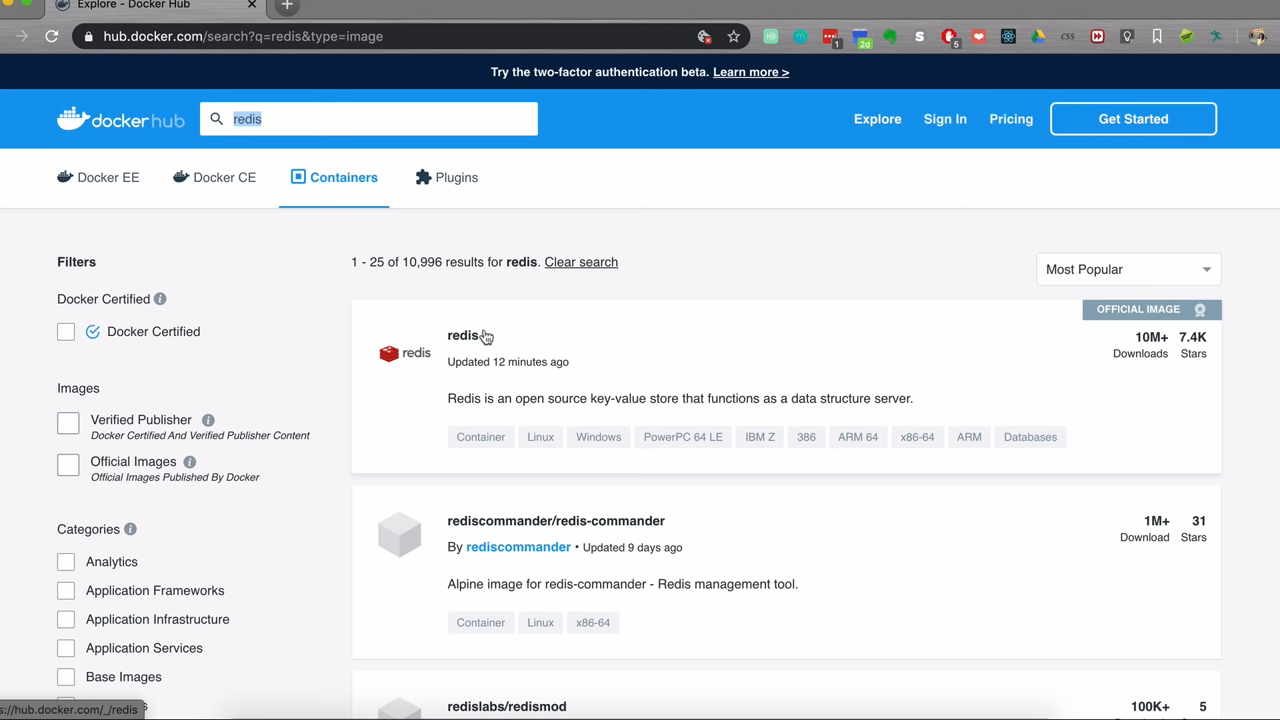 Explore - Docker Hub
hub.docker.com/search?q=redis&type=image
1
2d
5
css
Try the two-factor authentication beta. Learn more >
dockerhub
redis
Explore
Sign In
Pricing
Get Started
Docker EE
Docker CE
Containers
Plugins
Filters
1 - 25 of 10,996 results for redis. Clear search
Most Popular
Docker Certified
Docker Certified
Images
Verified Publisher
Docker Certified And Verified Publisher Content
Official Images
Official Images Published By Docker
Categories
Analytics
Application Frameworks
Application Infrastructure
Application Services
Base Images
OFFICIAL IMAGE
redis
redis
Updated 12 minutes ago
10M+ 7.4K
Downloads Stars
Redis is an open source key-value store that functions as a data structure server.
Container Linux Windows PowerPC 64 LE IBM Z 386 ARM 64 x86-64 ARM Databases
rediscommander/redis-commander
By rediscommander • Updated 9 days ago
1M+ 31
Download Stars
Alpine image for redis-commander - Redis management tool.
Container Linux x86-64
redislabs/redismod
100K+ 5
s://hub.docker.com/_/redis